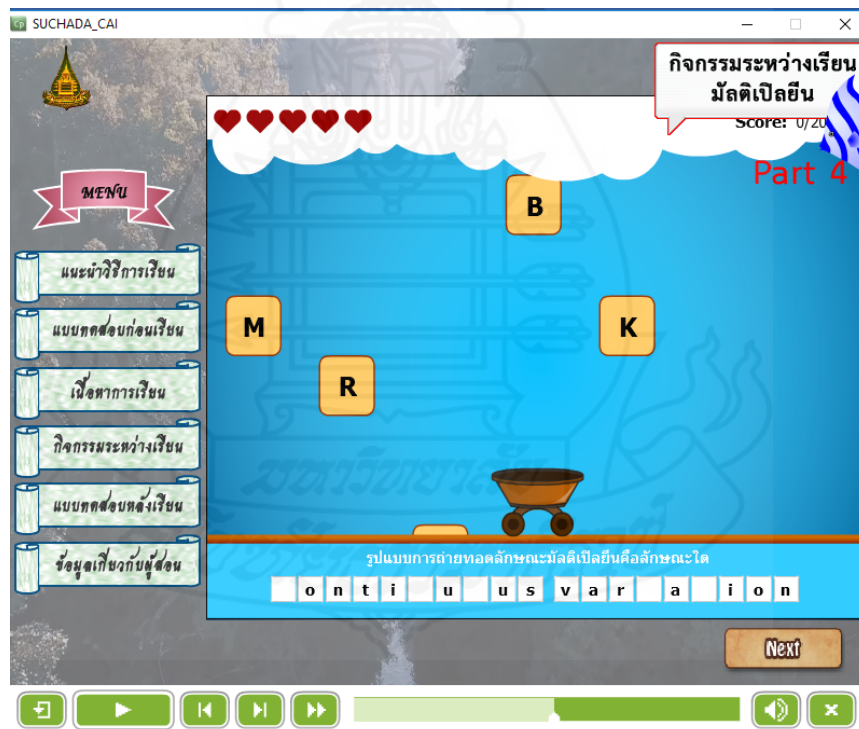 SUCHADA_CAI
กิจกรรมระหว่างเรียน
มัลติเปิลยีน
Score: 0/20
Part 4
MENU
แนะนำวิธีการเรียน
แบบทดสอบก่อนเรียน
เนื้อหาการเรียน
กิจกรรมระหว่างเรียน
แบบทดสอบหลังเรียน
ข้อมูลเกี่ยวกับผู้สอน
B
M
K
R
รูปแบบการถ่ายทอดลักษณะมัลติเปิลยีนคือลักษณะใด
o n t i u u s v a r a i o n
Next